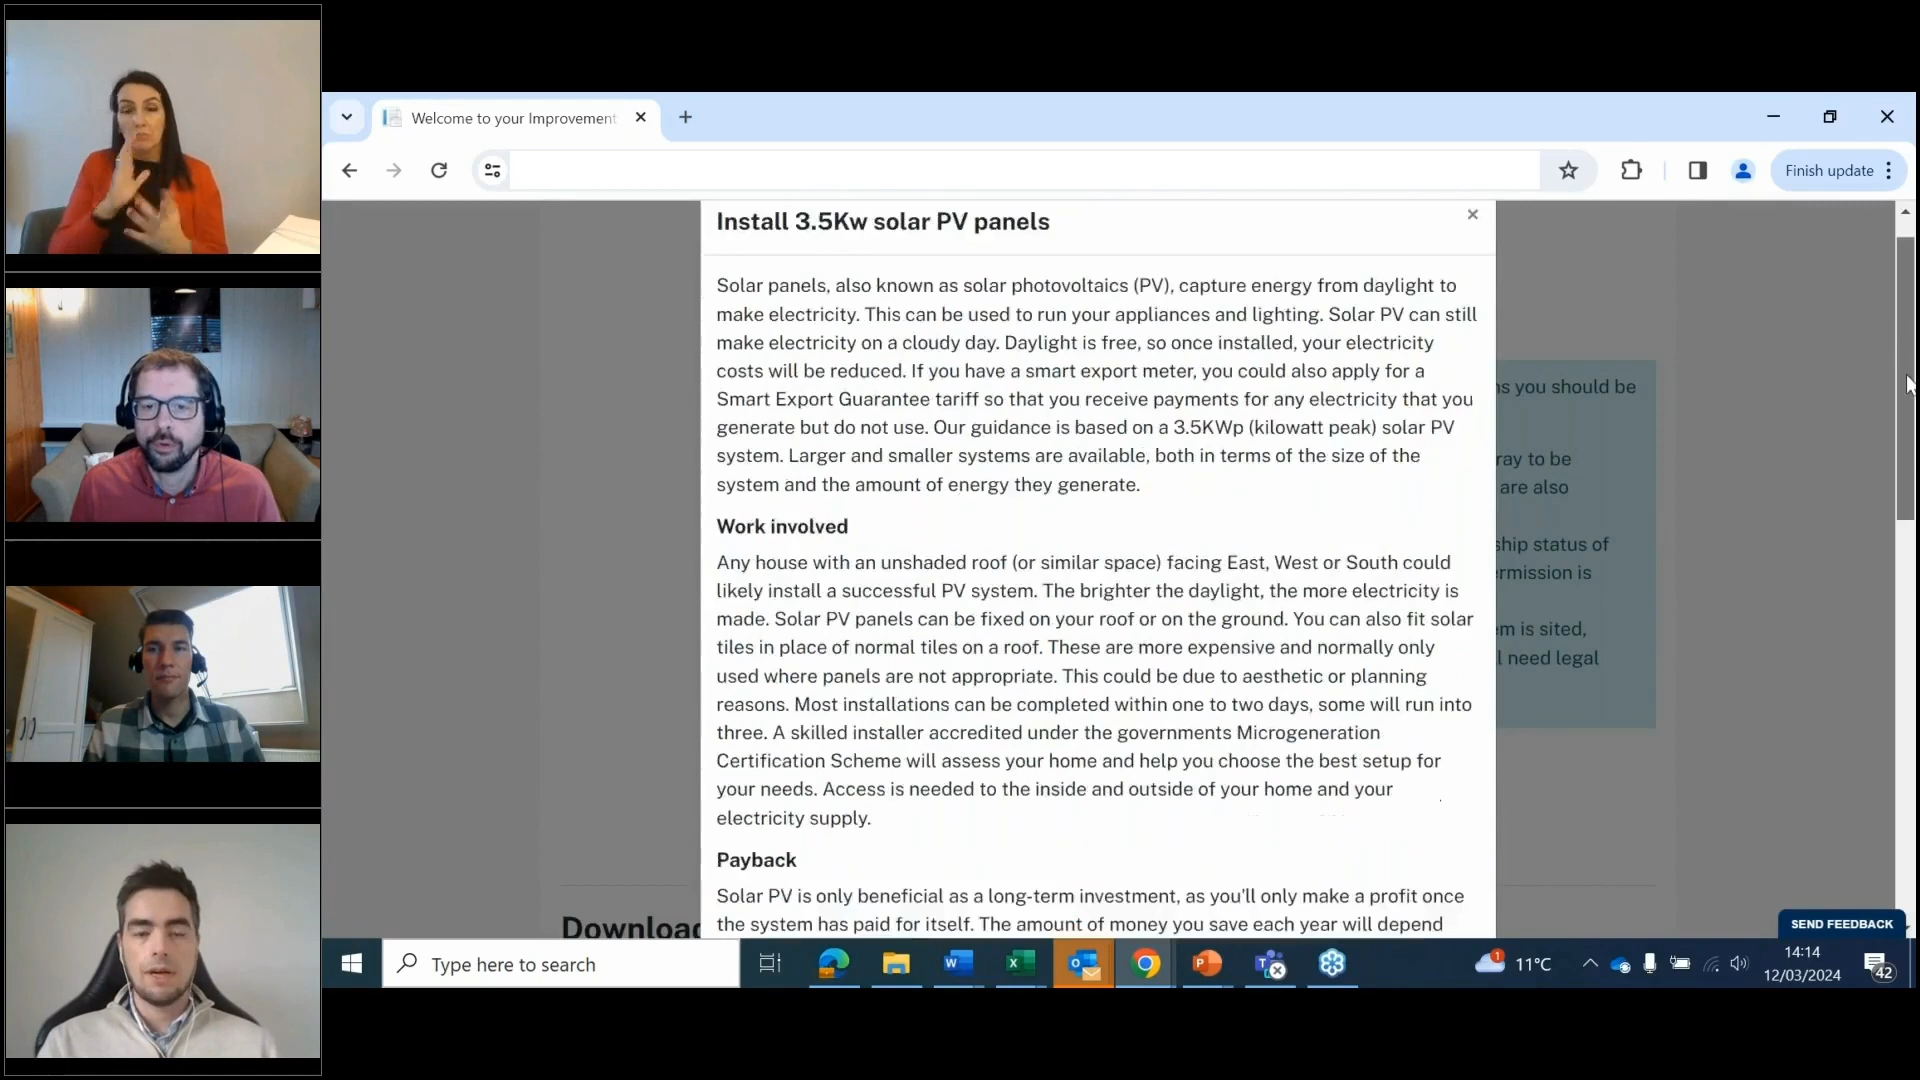 Welcome to your Improvement
Finish update
Install 3.5Kw solar PV panels
Solar panels, also known as solar photovoltaics (PV), capture energy from daylight to
make electricity. This can be used to run your appliances and lighting. Solar PV can still
make electricity on a cloudy day. Daylight is free, so once installed, your electricity
costs will be reduced. If you have a smart export meter, you could also apply for a
Smart Export Guarantee tariff so that you receive payments for any electricity that you
generate but do not use. Our guidance is based on a 3.5KWp (kilowatt peak) solar PV
system. Larger and smaller systems are available, both in terms of the size of the
system and the amount of energy they generate.
Work involved
Any house with an unshaded roof (or similar space) facing East, West or South could
likely install a successful PV system. The brighter the daylight, the more electricity is
made. Solar PV panels can be fixed on your roof or on the ground. You can also fit solar
tiles in place of normal tiles on a roof. These are more expensive and normally only
used where panels are not appropriate. This could be due to aesthetic or planning
reasons. Most installations can be completed within one to two days, some will run into
three. A skilled installer accredited under the governments Microgeneration
Certification Scheme will assess your home and help you choose the best setup for
your needs. Access is needed to the inside and outside of your home and your
electricity supply.
Payback
Solar PV is only beneficial as a long-term investment, as you'll only make a profit once
the system has paid for itself. The amount of money you save each year will depend
ns you should be
ray to be
are also
ship status of
rmission is
m is sited,
l need legal
Download
SEND FEEDBACK
Type here to search
1
11°C
14:14
12/03/2024
42